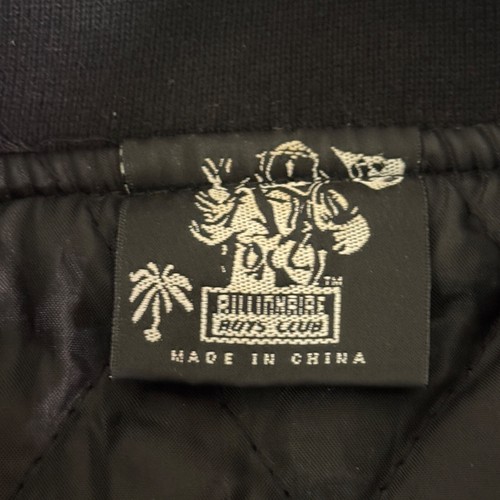 TM
BILLIONAIRE
BOYS CLUB
MADE IN CHINA